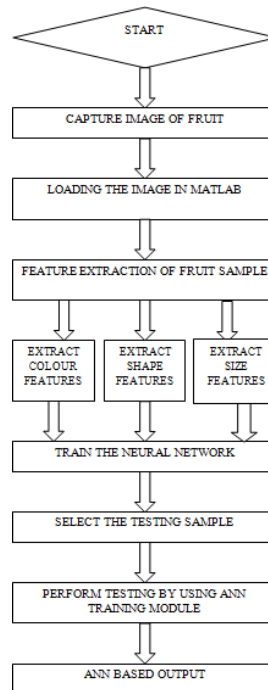 START
CAPTURE IMAGE OF FRUIT
LOADING THE IMAGE IN MATLAB
FEATURE EXTRACTION OF FRUIT SAMPLE
EXTRACT
COLOUR
FEATURES
EXTRACT
SHAPE
FEATURES
EXTRACT
SIZE
FEATURES
TRAIN THE NEURAL NETWORK
SELECT THE TESTING SAMPLE
PERFORM TESTING BY USING ANN
TRAINING MODULE
ANN BASED OUTPUT